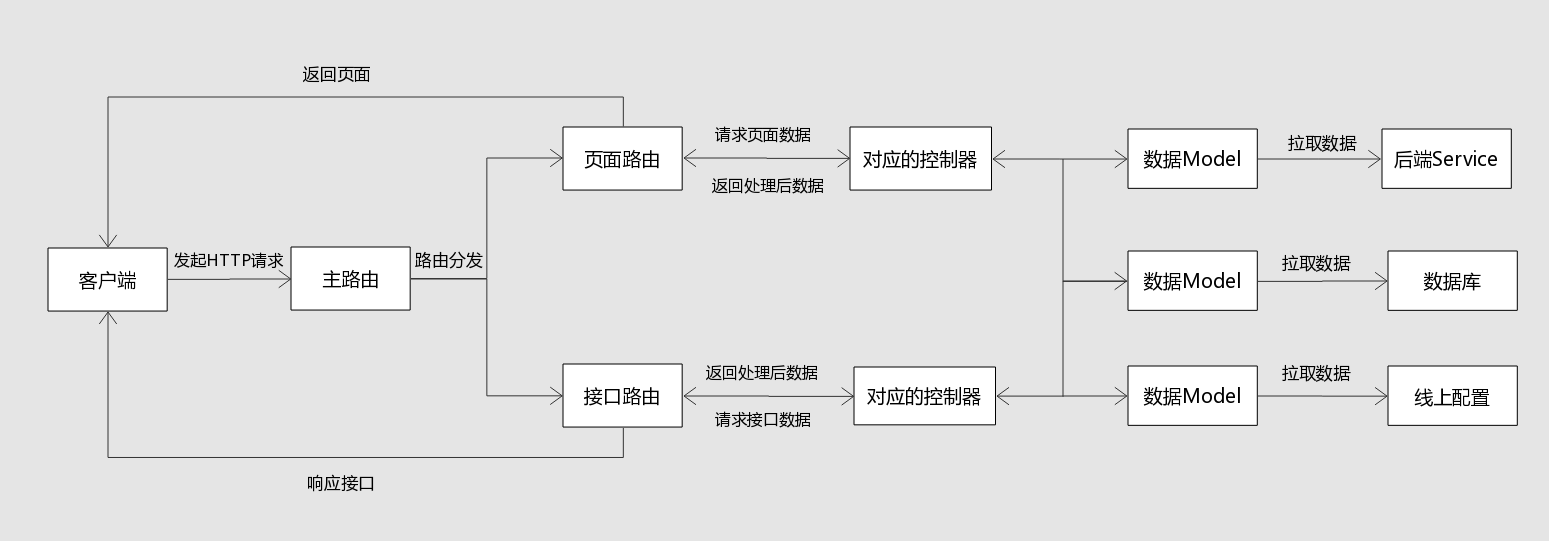 返回页面
请求页面数据
拉取数据
页面路由
对应的控制器
数据Model
后端Service
返回处理后数据
发起HTTP请求
路由分发
拉取数据
客户端
主路由
数据Model
数据库
返回处理后数据
拉取数据
接口路由
对应的控制器
数据Model
线上配置
请求接口数据
响应接口